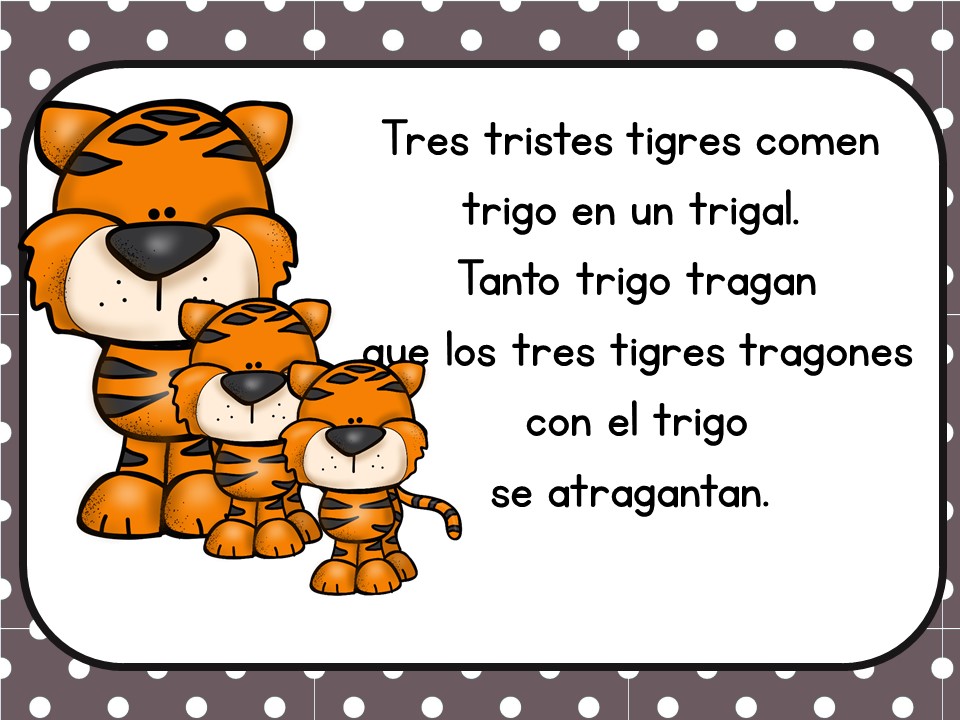 Tres tristes tigres comen
trigo en un trigal.
Tanto trigo tragan
que los tres tigres tragones
con el trigo
se atragantan.